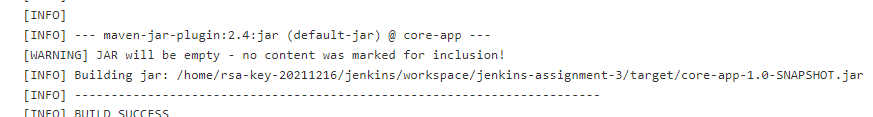 [INFO]
[INFO] --- maven-jar-plugin:2.4:jar (default-jar) @ core-app ---
[WARNING] JAR will be empty - no content was marked for inclusion!
[INFO] Building jar: /home/rsa-key-20211216/jenkins/workspace/jenkins-assignment-3/target/core-app-1.0-SNAPSHOT.jar
[INFO] ------------------------------------------------------------------------
[INFO] BUILD SUCCESS